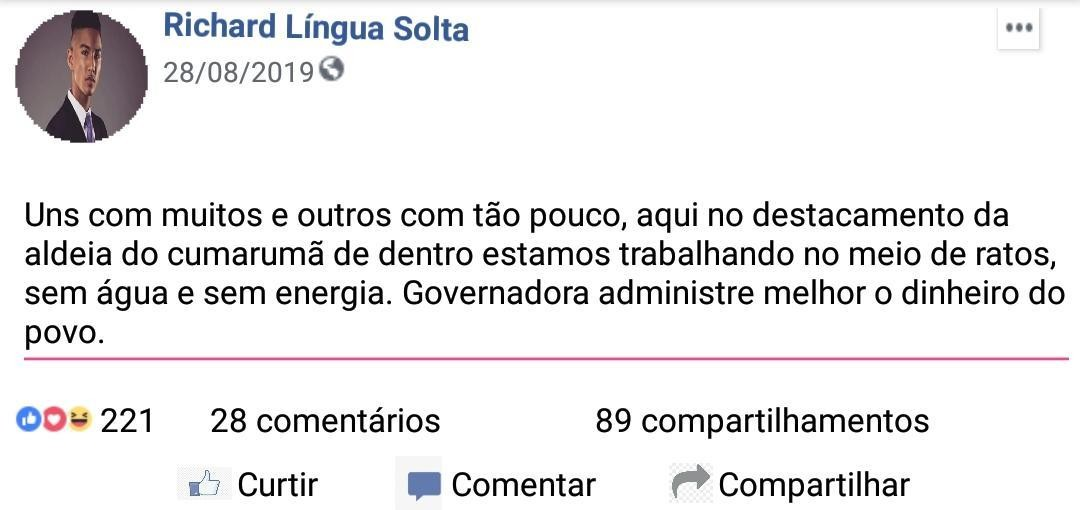 Richard Língua Solta
28/08/2019
Uns com muitos e outros com tão pouco, aqui no destacamento da
aldeia do cumarumã de dentro estamos trabalhando no meio de ratos,
sem água e sem energia. Governadora administre melhor o dinheiro do
povo.
221 28 comentários 89 compartilhamentos
Curtir Comentar Compartilhar